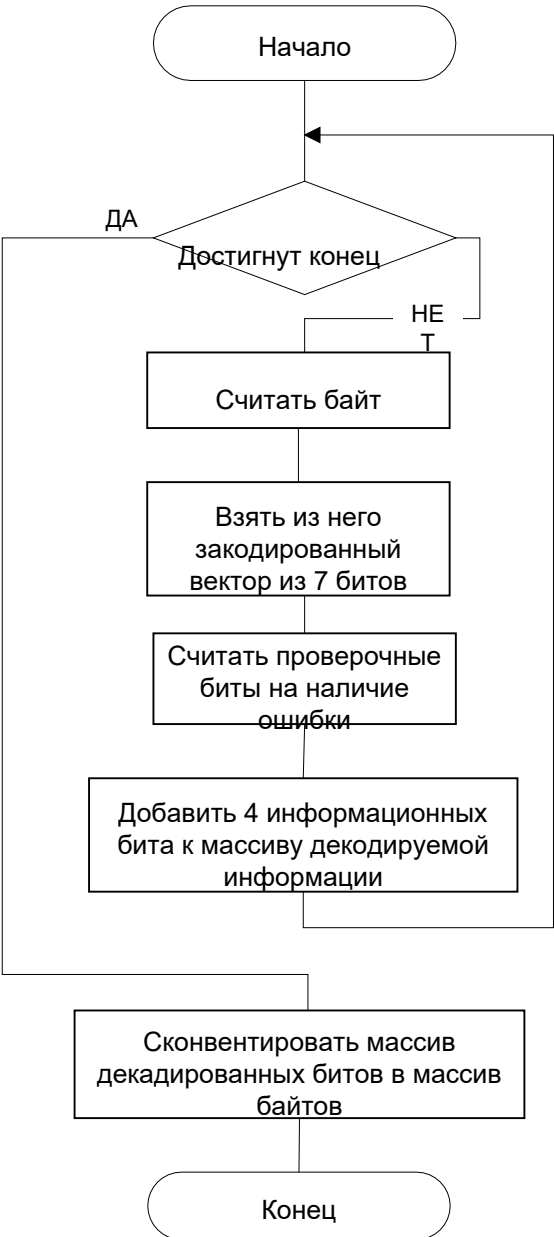 Начало
ДА
Достигнут конец
НЕ
Т
Считать байт
Взять из него
закодированный
вектор из 7 битов
Считать проверочные
биты на наличие
ошибки
Добавить 4 информационных
бита к массиву декодируемой
информации
Сконвентировать массив
декадированных битов в массив
байтов
Конец